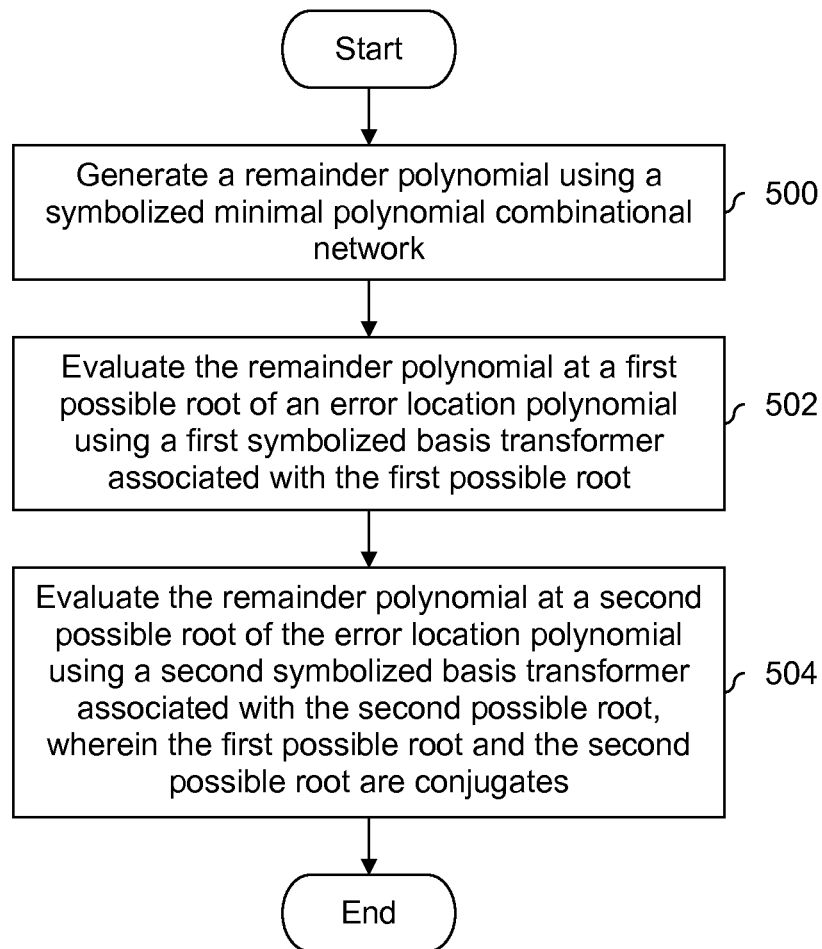 Start
Generate a remainder polynomial using a
symbolized minimal polynomial combinational
network
500
Evaluate the remainder polynomial at a first
possible root of an error location polynomial
using a first symbolized basis transformer
associated with the first possible root
502
Evaluate the remainder polynomial at a second
possible root of the error location polynomial
using a second symbolized basis transformer
associated with the second possible root,
wherein the first possible root and the second
possible root are conjugates
504
End